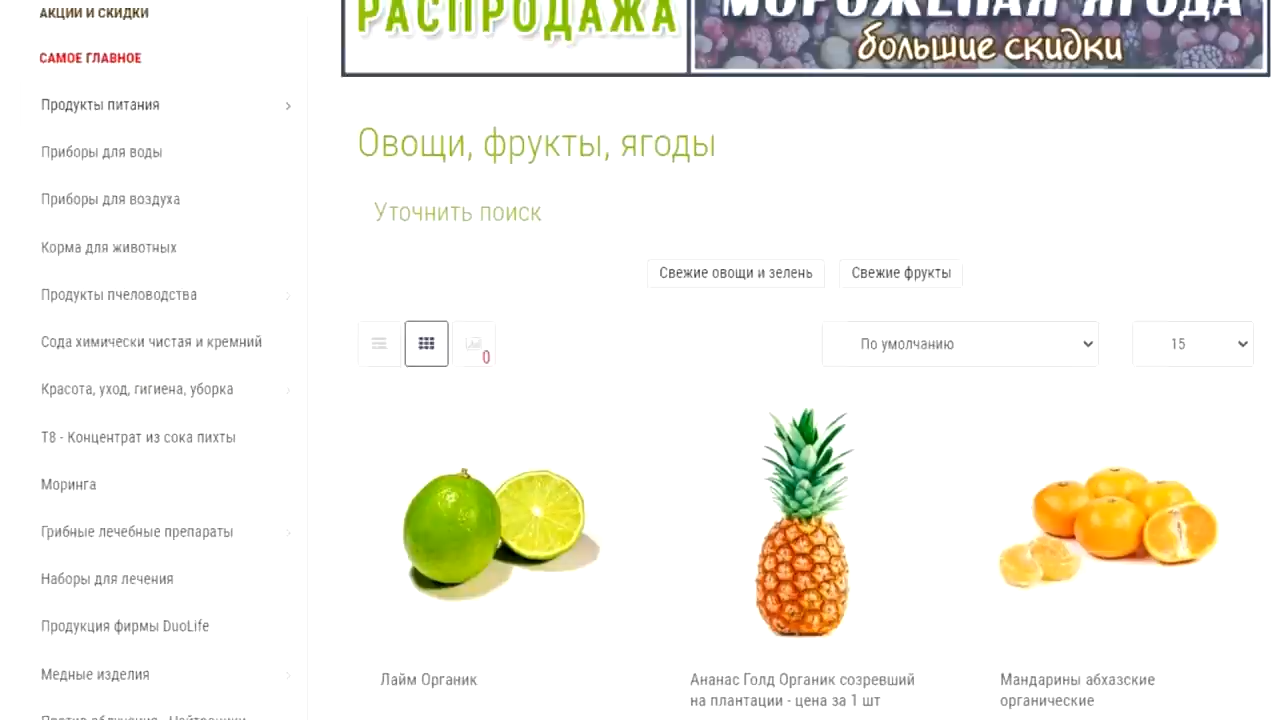 АКЦИИ И СКИДКИ
САМОЕ ГЛАВНОЕ
Продукты питания
Приборы для воды
Приборы для воздуха
Корма для животных
Продукты пчеловодства
Сода химически чистая и кремний
Красота, уход, гигиена, уборка
Т8 - Концентрат из сока пихты
Моринга
Грибные лечебные препараты
Наборы для лечения
Продукция фирмы DuoLife
Медные изделия
РАСПРОДАЖА
МОРОЖЕНАЯ ЯГОДА
большие скидки
Овощи, фрукты, ягоды
Уточнить поиск
Свежие овощи и зелень
Свежие фрукты
0
По умолчанию
15
Лайм Органик
Ананас Голд Органик созревший
на плантации - цена за 1 шт
Мандарины абхазские
органические